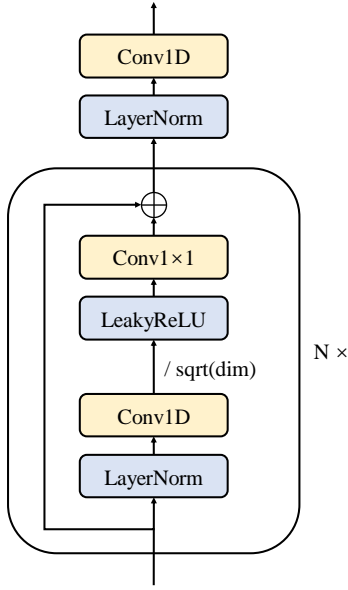 Conv1D
LayerNorm
Conv1×1
LeakyReLU
N ×
/ sqrt(dim)
Conv1D
LayerNorm